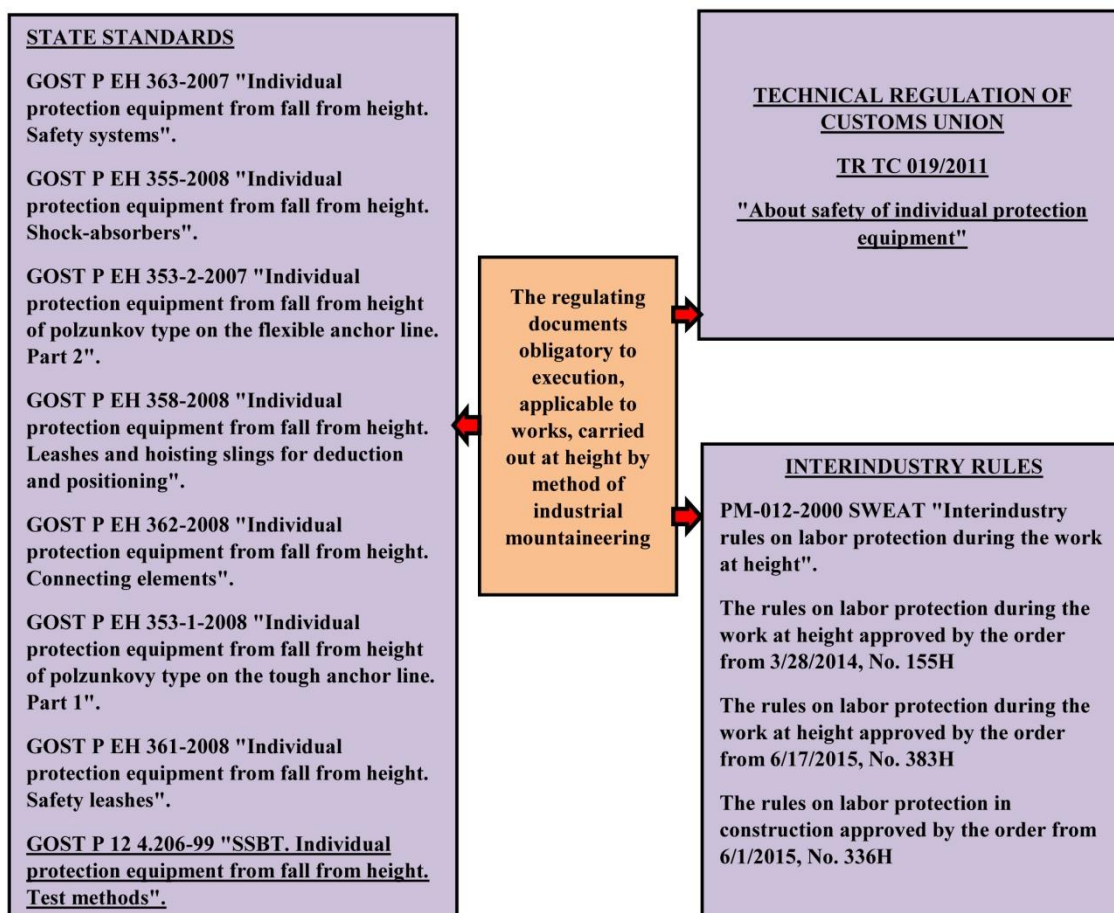 STATE STANDARDS
GOST P EH 363-2007 "Individual
protection equipment from fall from height.
Safety systems".
GOST P EH 355-2008 "Individual
protection equipment from fall from height.
Shock-absorbers".
GOST P EH 353-2-2007 "Individual
protection equipment from fall from height
of polzunkov type on the flexible anchor line.
Part 2".
GOST P EH 358-2008 "Individual
protection equipment from fall from height.
Leashes and hoisting slings for deduction
and positioning".
GOST P EH 362-2008 "Individual
protection equipment from fall from height.
Connecting elements".
GOST P EH 353-1-2008 "Individual
protection equipment from fall from height
of polzunkovy type on the tough anchor line.
Part 1".
GOST P EH 361-2008 "Individual
protection equipment from fall from height.
Safety leashes".
GOST P 12 4.206-99 "SSBT. Individual
protection equipment from fall from height.
Test methods".
The regulating
documents
obligatory to
execution,
applicable to
works, carried
out at height by
method of
industrial
mountaineering
TECHNICAL REGULATION OF
CUSTOMS UNION
TR TC 019/2011
"About safety of individual protection
equipment"
INTERINDUSTRY RULES
PM-012-2000 SWEAT "Interindustry
rules on labor protection during the work
at height".
The rules on labor protection during the
work at height approved by the order
from 3/28/2014, No. 155H
The rules on labor protection during the
work at height approved by the order
from 6/17/2015, No. 383H
The rules on labor protection in
construction approved by the order from
6/1/2015, No. 336H